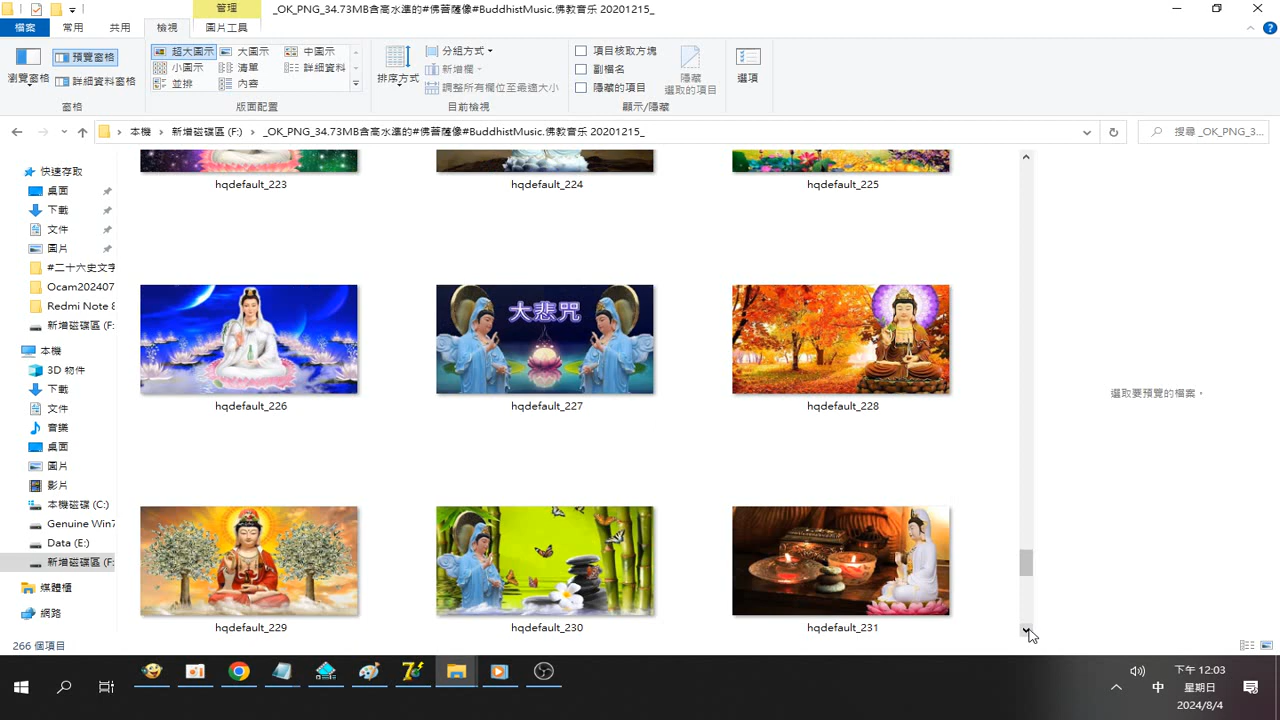 管理
_OK_PNG_34.73MB含高水準的#佛菩薩像#BuddhistMusic.佛教音乐 20201215_
檔案
常用
共用
檢視
圖片工具
瀏覽窗格
預覽窗格
詳細資料窗格
窗格
超大圖示
大圖示
中圖示
小圖示
清單
詳細資料
並排
內容
版面配置
排序方式
分組方式
新增欄
調整所有欄位至最適大小
目前檢視
項目核取方塊
副檔名
隱藏的項目
隱藏
選取的項目
顯示/隱藏
選項
本機
新增磁碟區 (F:)
_OK_PNG_34.73MB含高水準的#佛菩薩像#BuddhistMusic.佛教音乐 20201215_
搜尋 _OK_PNG_3...
快速存取
桌面
下載
文件
圖片
#二十六史文字
Ocam202407
Redmi Note 8
新增磁碟區 (F:
本機
3D 物件
下載
文件
音樂
桌面
圖片
影片
本機磁碟 (C:)
Genuine Win7
Data (E:)
新增磁碟區 (F:
媒體櫃
網路
hqdefault_223
hqdefault_224
hqdefault_225
大悲咒
hqdefault_226
hqdefault_227
hqdefault_228
hqdefault_229
hqdefault_230
hqdefault_231
選取要預覽的檔案。
266 個項目
中
下午 12:03
星期日
2024/8/4